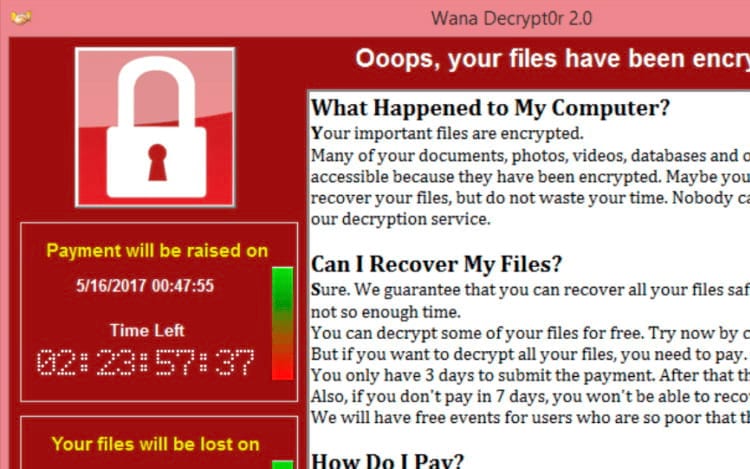 Wana Decrypt0r 2.0
Ooops, your files have been
What Happened to My Computer?
Your important files are encrypted.
Many of your documents, photos, videos, databases and
accessible because they have been encrypted. Maybe
recover your files, but do not waste your time. Nobody
our decryption service.
Payment will be raised on
5/16/2017 00:47:55
Time Left
02:23:57:37
Can I Recover My Files?
Sure. We guarantee that you can recover all your files
not so enough time.
You can decrypt some of your files for free. Try now by
But if you want to decrypt all your files, you need to pay.
You only have 3 days to submit the payment. After that
Also, if you don't pay in 7 days, you won't be able to
We will have free events for users who are so poor that
Your files will be lost on
How Do I Pay?